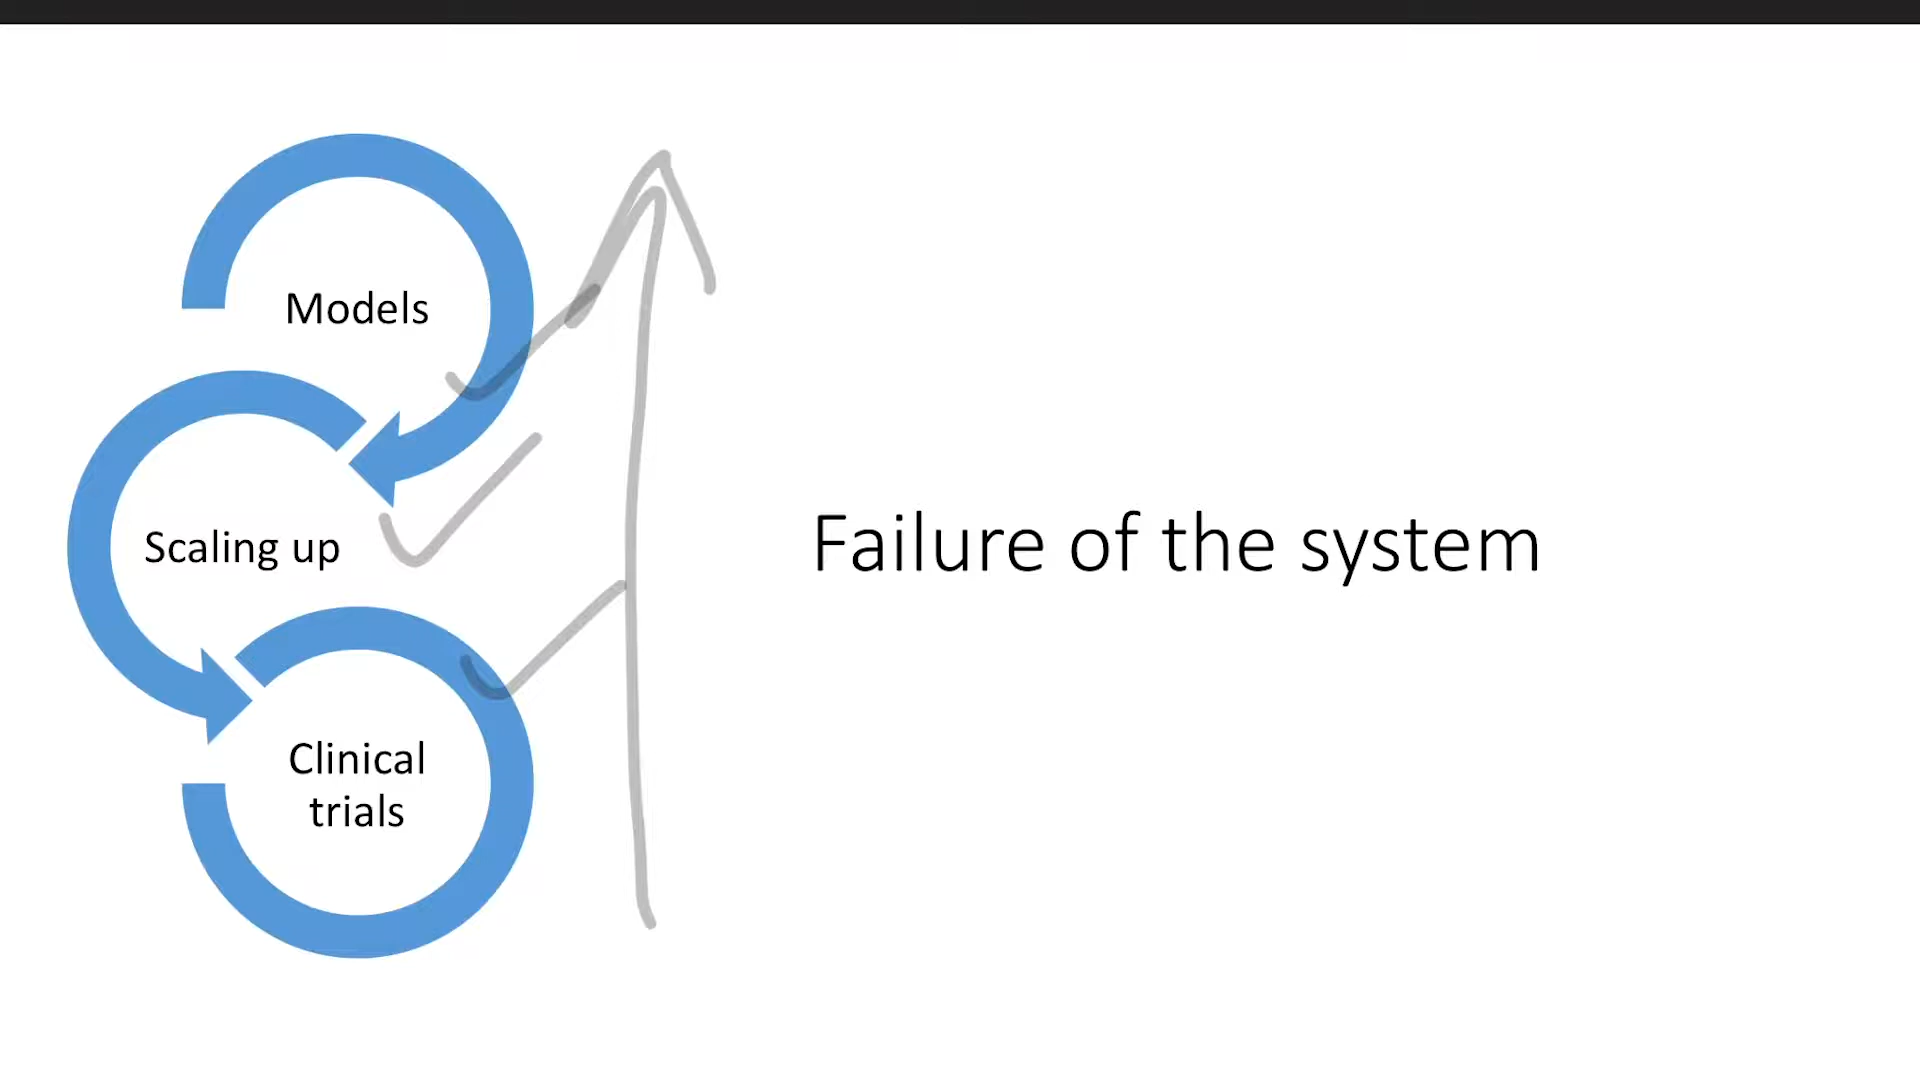 Models
Scaling up
Clinical
trials
Failure of the system